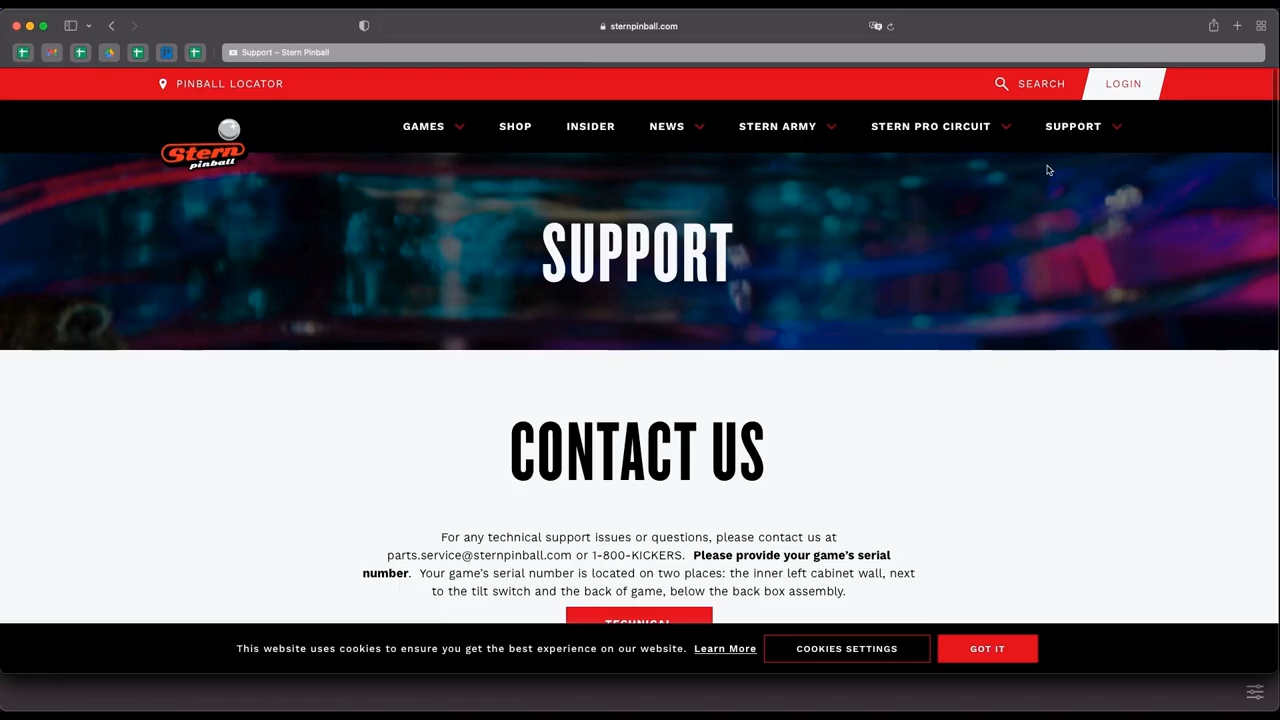 sternpinball.com
Support – Stern Pinball
PINBALL LOCATOR
SEARCH
LOGIN
Stern
pinball
GAMES
SHOP
INSIDER
NEWS
STERN ARMY
STERN PRO CIRCUIT
SUPPORT
SUPPORT
CONTACT US
For any technical support issues or questions, please contact us at
parts.service@sternpinball.com or 1-800-KICKERS. Please provide your game's serial
number. Your game's serial number is located on two places: the inner left cabinet wall, next
to the tilt switch and the back of game, below the back box assembly.
TECHNICAL
This website uses cookies to ensure you get the best experience on our website. Learn More
COOKIES SETTINGS
GOT IT